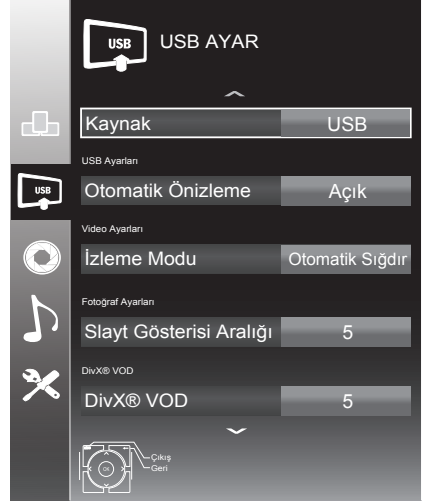 USB
USB AYAR
Kaynak
USB
USB Ayarları
USB
Otomatik Önizleme
Açık
Video Ayarları
İzleme Modu
Otomatik Sığdır
Fotoğraf Ayarları
Slayt Gösterisi Aralığı
5
DivX® VOD
DivX® VOD
5
OK
Çıkış
Geri